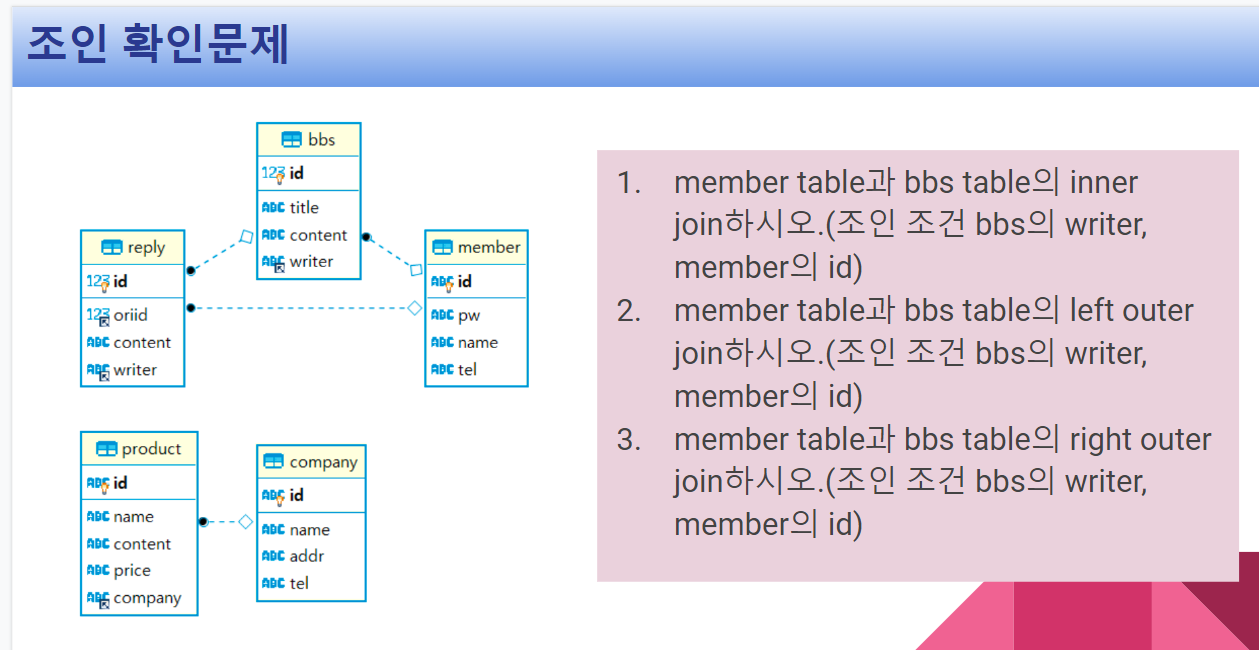 조인 확인문제
bbs
123 id
ABC title
ABC content
ABC writer
reply
123 id
123 oriid
ABC content
ABC writer
member
ABC id
ABC pw
ABC name
ABC tel
product
ABC id
ABC name
ABC content
ABC price
ABC company
company
ABC id
ABC name
ABC addr
ABC tel
1. member table과 bbs table의 inner
join하시오.(조인 조건 bbs의 writer,
member의 id)
2. member table과 bbs table의 left outer
join하시오.(조인 조건 bbs의 writer,
member의 id)
3. member table과 bbs table의 right outer
join하시오.(조인 조건 bbs의 writer,
member의 id)